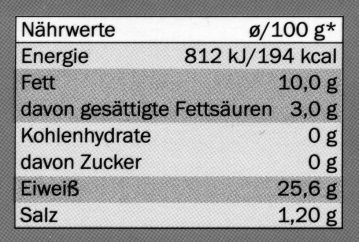 Nährwerte ø/100 g*
Energie 812 kJ/194 kcal
Fett 10,0 g
davon gesättigte Fettsäuren 3,0 g
Kohlenhydrate 0 g
davon Zucker 0 g
Eiweiß 25,6 g
Salz 1,20 g